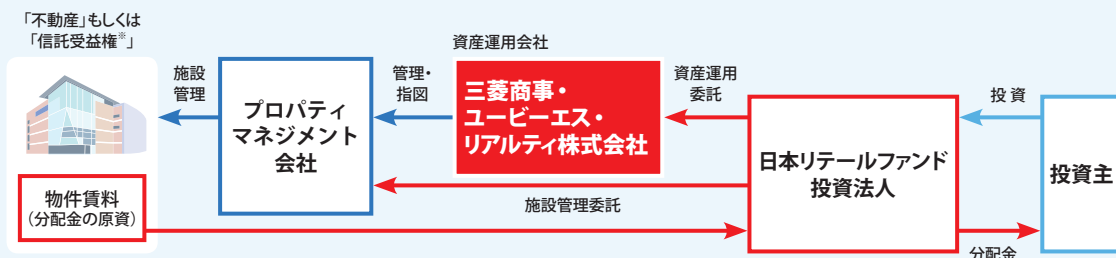 「不動産」もしくは
「信託受益権※」
施設
管理
物件賃料
（分配金の原資）
プロパティ
マネジメント
会社
管理・
指図
資産運用会社
三菱商事・
ユービーエス・
リアルティ株式会社
資産運用
委託
施設管理委託
日本リテールファンド
投資法人
投資
分配金
投資主